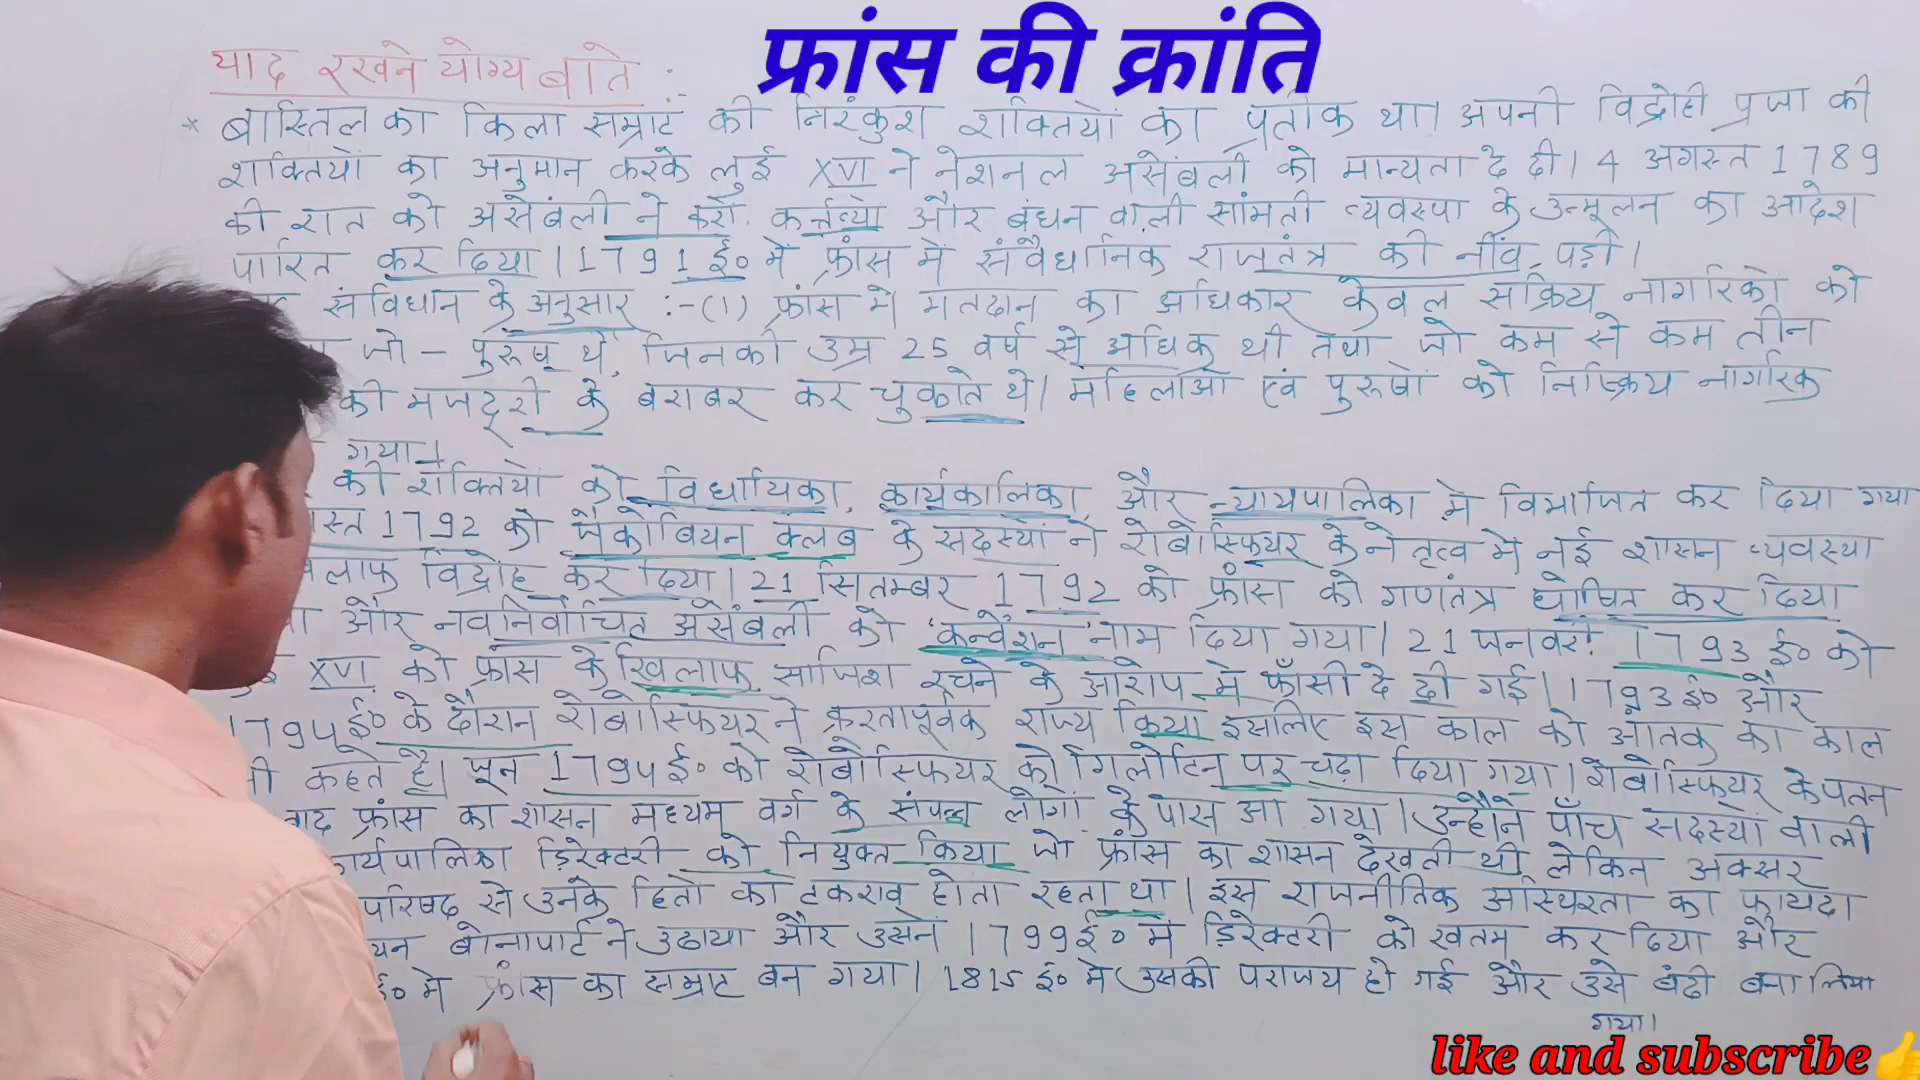 फ्रांस की क्रांति
याद रखने योग्य बाते :-
* बास्तिल का किला सम्राट की निरंकुश शक्तियों का प्रतीक था। अपनी विद्रोही प्रजा की
शक्तियों का अनुमान करके लुई XVI ने नेशनल असेंबली को मान्यता दे दी। 4 अगस्त 1789
की रात को असेंबली ने करों, कर्त्तव्यों और बंधन वाली सांमती व्यवस्था के उन्मूलन का आदेश
पारित कर दिया। 1791 ई० में फ्रांस में संवैधानिक राजतंत्र की नींव पड़ी।
संविधान के अनुसार :- (1) फ्रांस में मतदान का अधिकार केवल सक्रिय नागरिकों को
जो - पुरूष थे, जिनकी उम्र 25 वर्ष से अधिक थी तथा जो कम से कम तीन
की मजदूरी के बराबर कर चुकाते थे। महिलाओं एवं पुरूषों को निष्क्रिय नागरिक
गया।
की शक्तियों को विधायिका, कार्यकालिका, और न्यायपालिका में विभाजित कर दिया गया
स्त 1792 को जैकोबियन क्लब के सदस्यों ने रोबोस्फियर के नेतृत्व में नई शासन व्यवस्था
विद्रोह कर दिया। 21 सितम्बर 1792 को फ्रांस को गणतंत्र घोषित कर दिया
और नवनिर्वाचित असेंबली को 'कन्वेंशन' नाम दिया गया। 21 जनवरी 1793 ई० को
XVI को फ्रांस के खिलाफ साजिश रचने के आरोप में फाँसी दे दी गई। 1793 ई० और
1794 ई० के दौरान रोबोस्फियर ने क्रूरतापूर्वक राज्य किया इसलिए इस काल को आंतक का काल
भी कहते है। जून 1794 ई० को रोबोस्फियर को गिलोटिन पर चढ़ा दिया गया। रोबोस्फियर के पतन
बाद फ्रांस का शासन मध्यम वर्ग के संपन्न लोगों के पास आ गया। उन्होंने पाँच सदस्यों वाली
कार्यपालिका डिरेक्टरी को नियुक्त किया जो फ्रांस का शासन देखती थी लेकिन अक्सर
परिषद से उनके हितों का टकराव होता रहता था। इस राजनीतिक अस्थिरता का फायदा
यन बोनापार्ट ने उठाया और उसने 1799 ई० में डिरेक्टरी को खतम कर दिया और
ई० में फ्रांस का सम्राट बन गया। 1815 ई० में उसकी पराजय हो गई और उसे बंदी बना लिया
गया।
like and subscribe